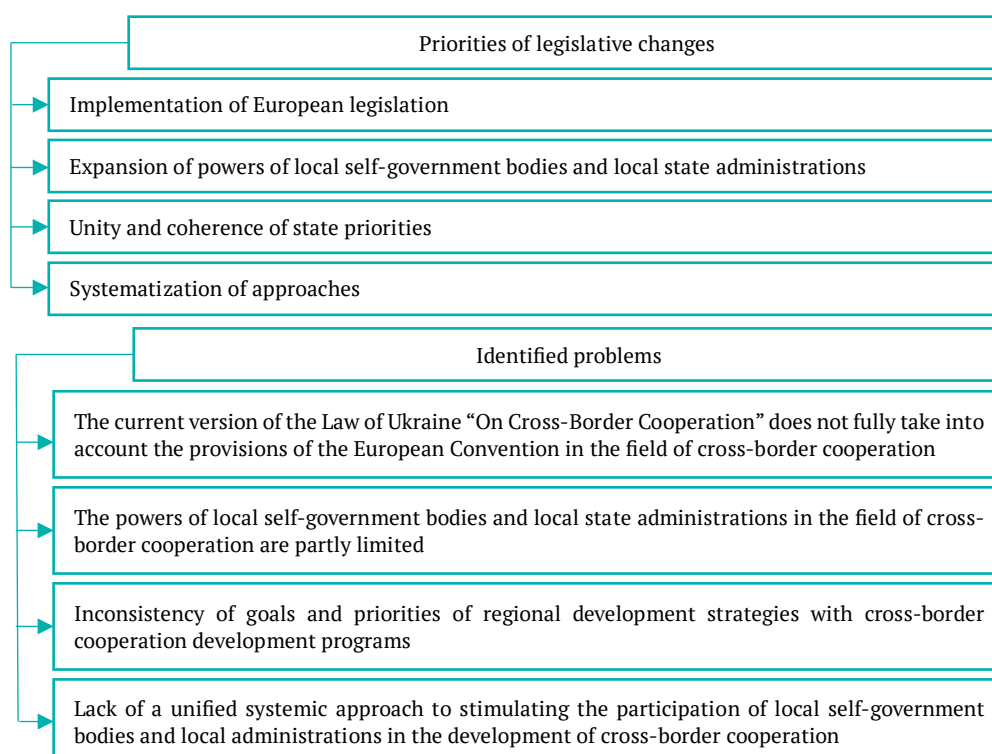 Priorities of legislative changes
Implementation of European legislation
Expansion of powers of local self-government bodies and local state administrations
Unity and coherence of state priorities
Systematization of approaches
Identified problems
The current version of the Law of Ukraine “On Cross-Border Cooperation” does not fully take into
account the provisions of the European Convention in the field of cross-border cooperation
The powers of local self-government bodies and local state administrations in the field of cross-
border cooperation are partly limited
Inconsistency of goals and priorities of regional development strategies with cross-border
cooperation development programs
Lack of a unified systemic approach to stimulating the participation of local self-government
bodies and local administrations in the development of cross-border cooperation